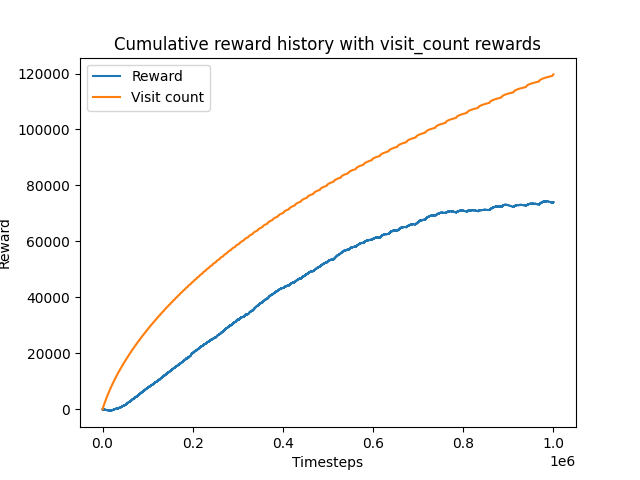 Cumulative reward history with visit_count rewards
Reward
Visit count
120000
100000
80000
60000
40000
20000
0
Reward
0.0 0.2 0.4 0.6 0.8 1.0
1e6
Timesteps